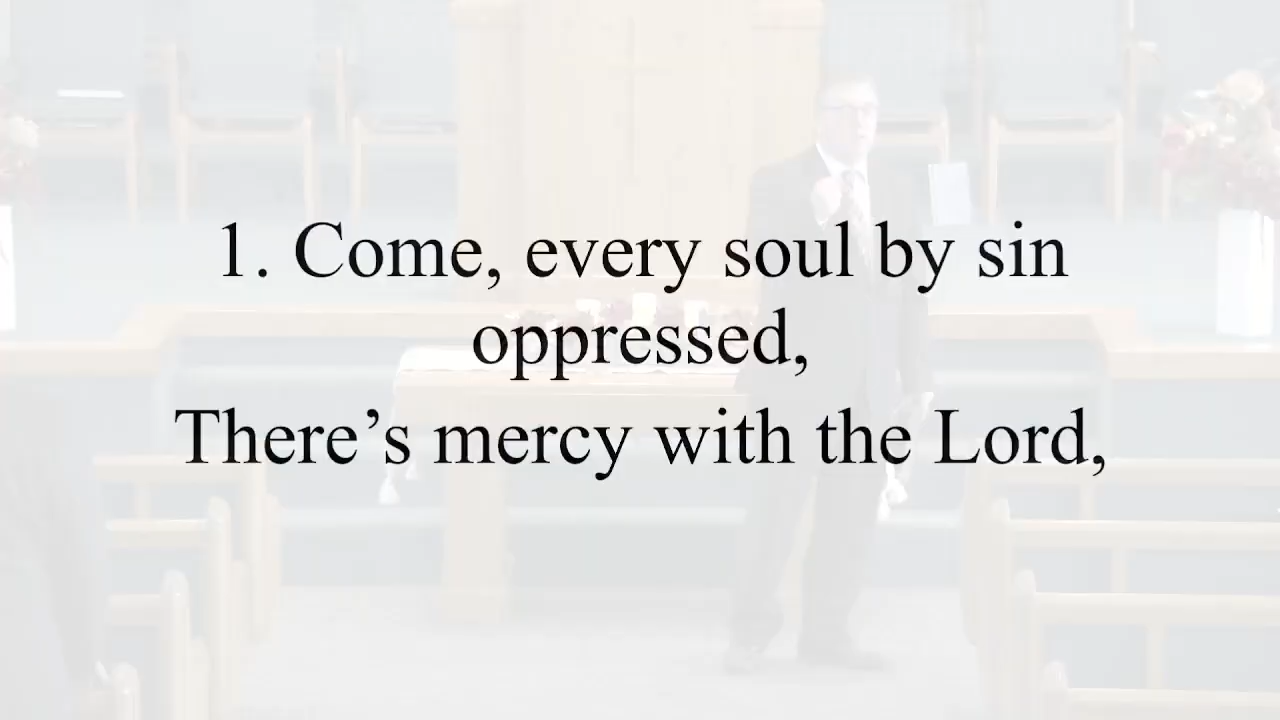 1. Come, every soul by sin
oppressed,
There’s mercy with the Lord,